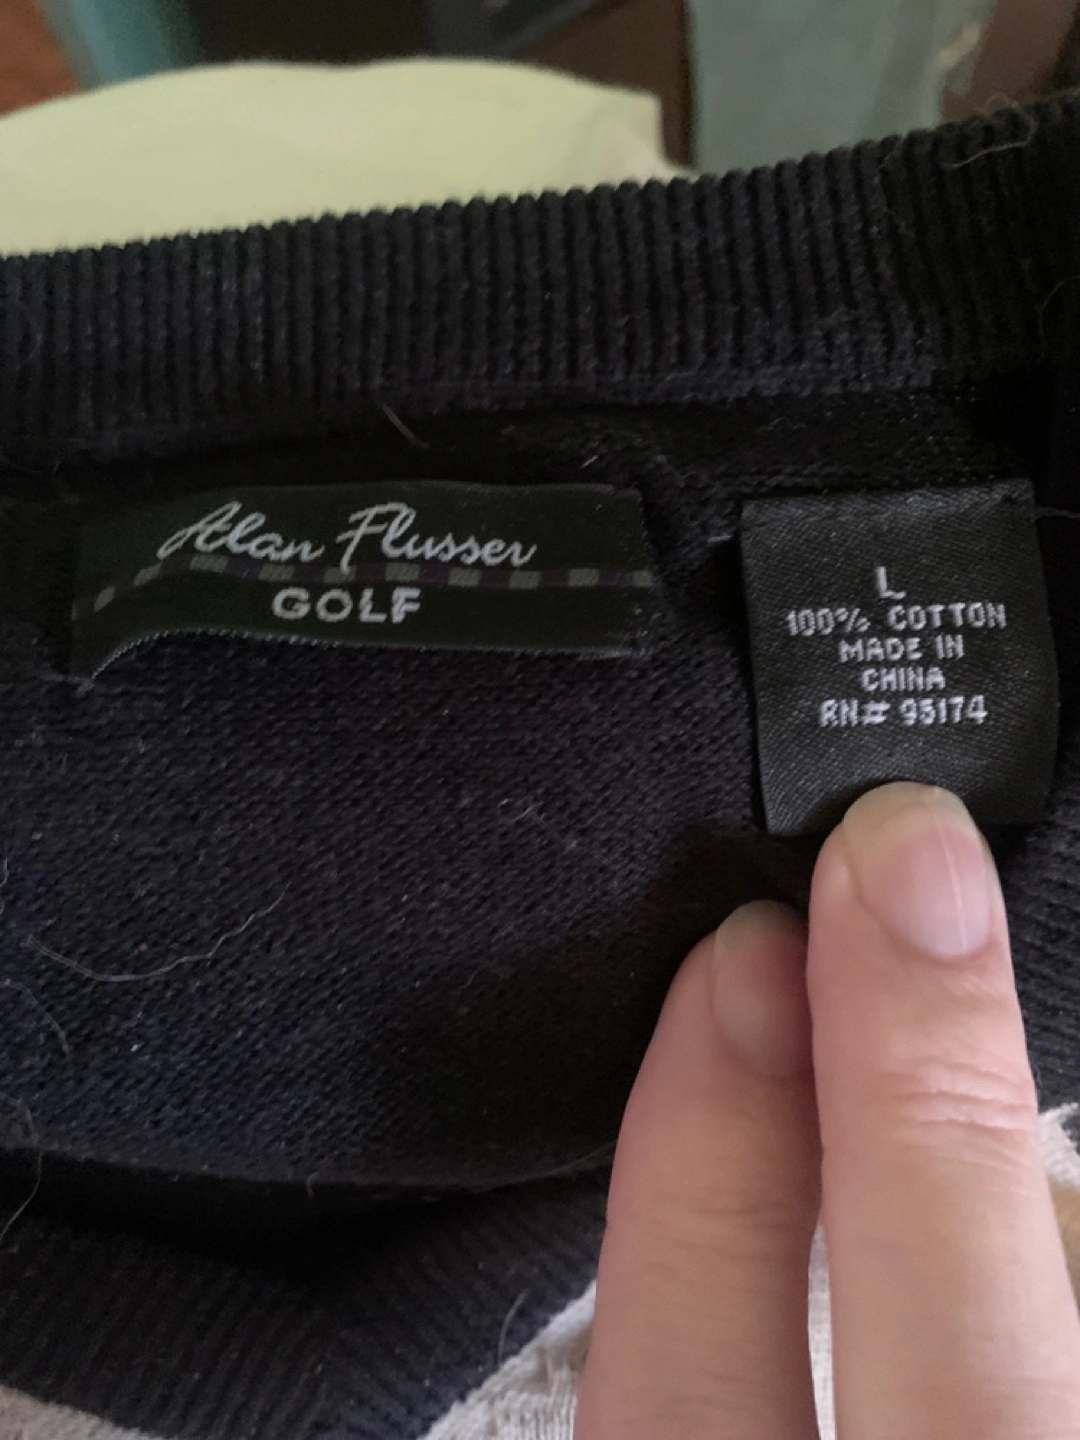 Alan Flusser
GOLF
L
100% COTTON
MADE IN
CHINA
RN# 95174